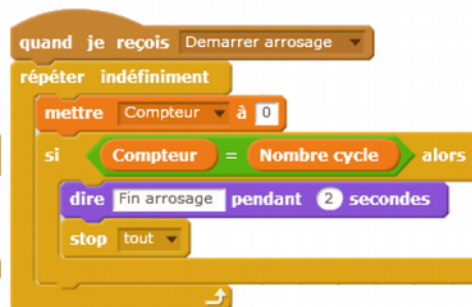 quand je reçois Demarrer arrosage
répéter indéfiniment
mettre Compteur à 0
si Compteur = Nombre cycle alors
dire Fin arrosage pendant 2 secondes
stop tout